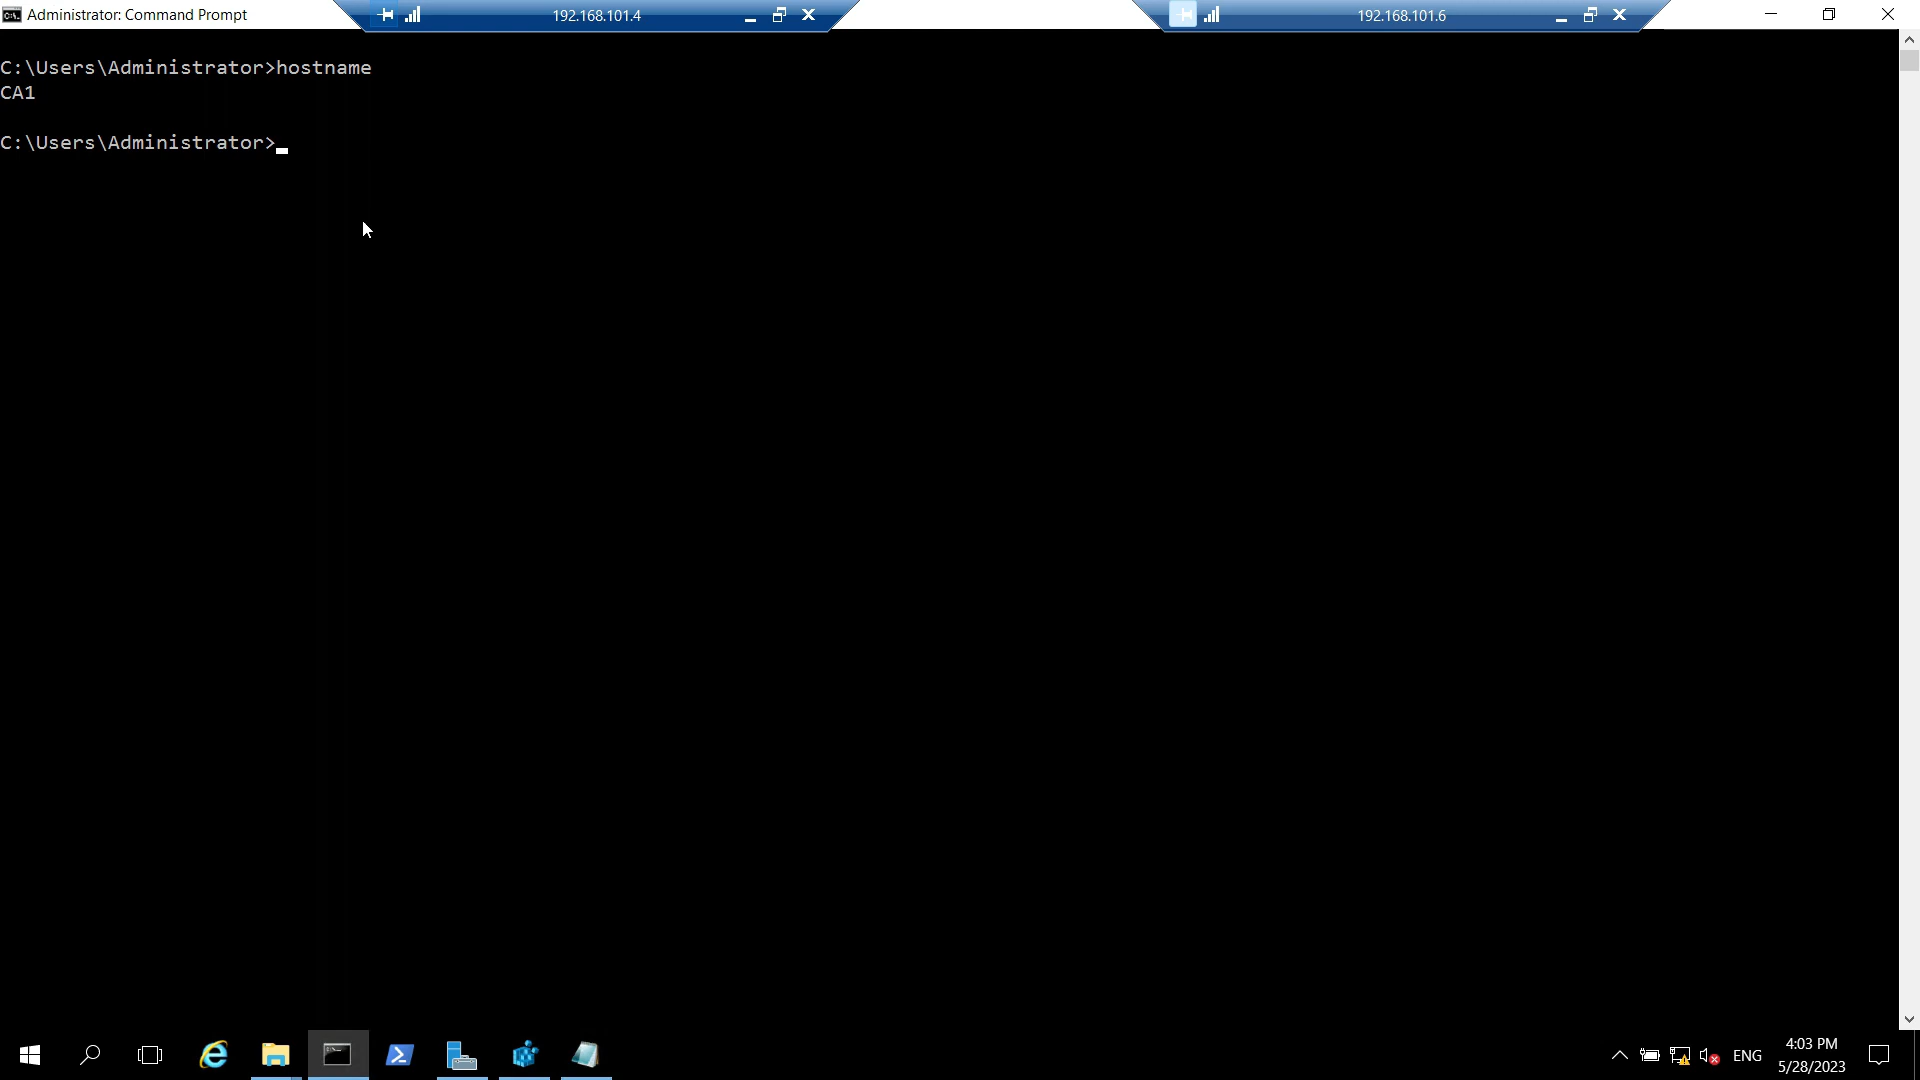 Administrator: Command Prompt
192.168.101.4
192.168.101.6
C:\Users\Administrator>hostname
CA1
C:\Users\Administrator>
ENG
4:03 PM
5/28/2023